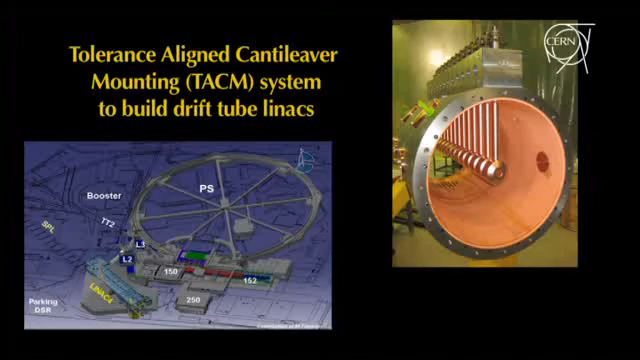 Tolerance Aligned Cantileaver
Mounting (TACM) system
to build drift tube linacs
CERN
PS
Booster
TT2
SPL
L3
L2
150
152
LINAC4
250
Parking
DSR